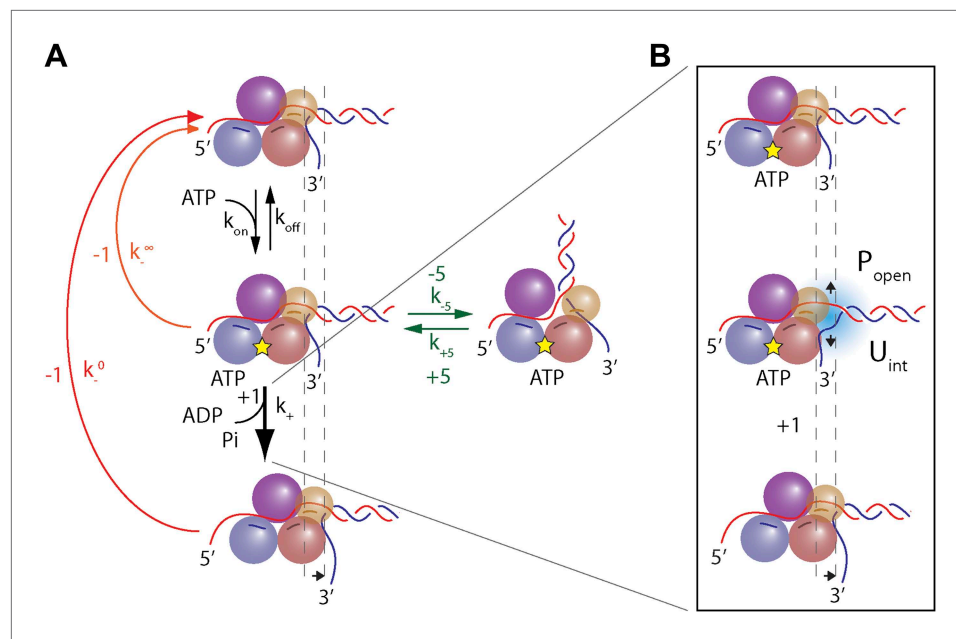 A
5′
3′
ATP
k_on
k_off
-1 k_-^∞
-1 k_-^0
5′
ATP
3′
-5
k_-5
k_+5
+5
5′
ATP
3′
+1
ADP
k_+
Pi
5′
3′
B
5′
ATP
3′
P_open
5′
ATP
3′
U_int
+1
5′
3′